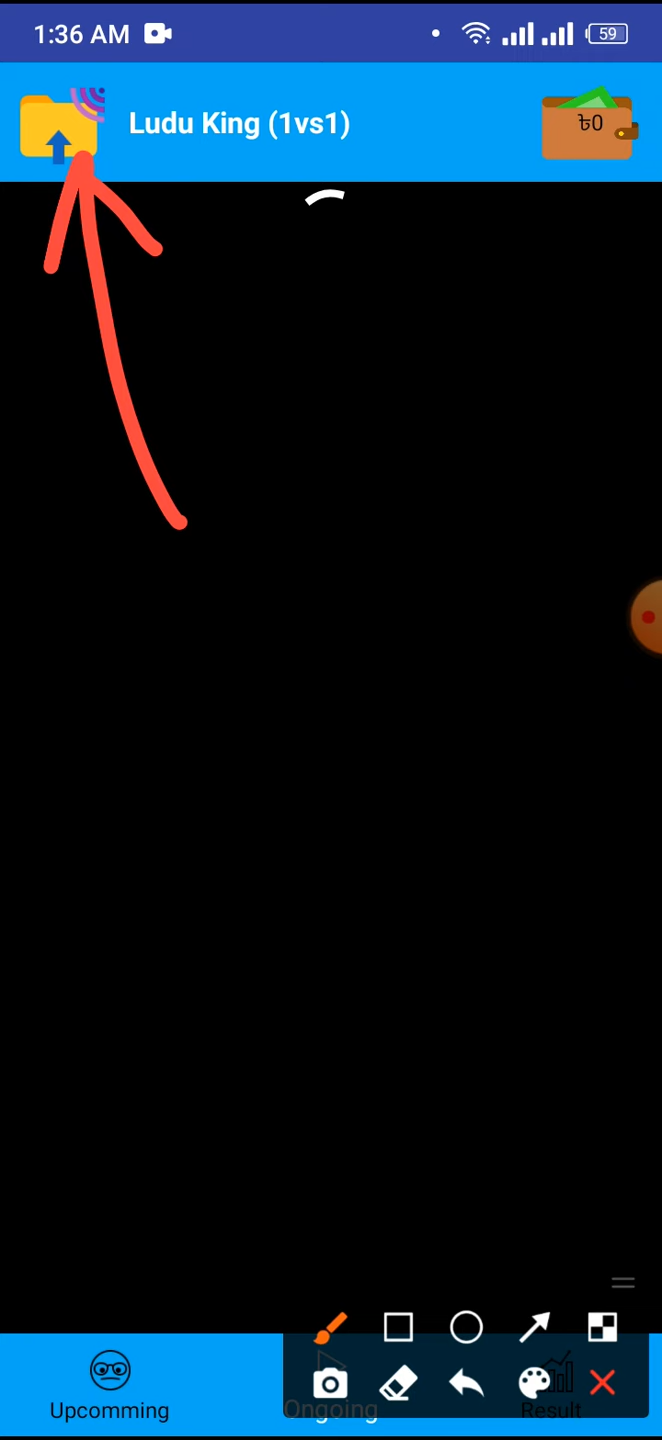 1:36 AM
59
Ludu King (1vs1)
৳0
Upcomming
Ongoing
Result